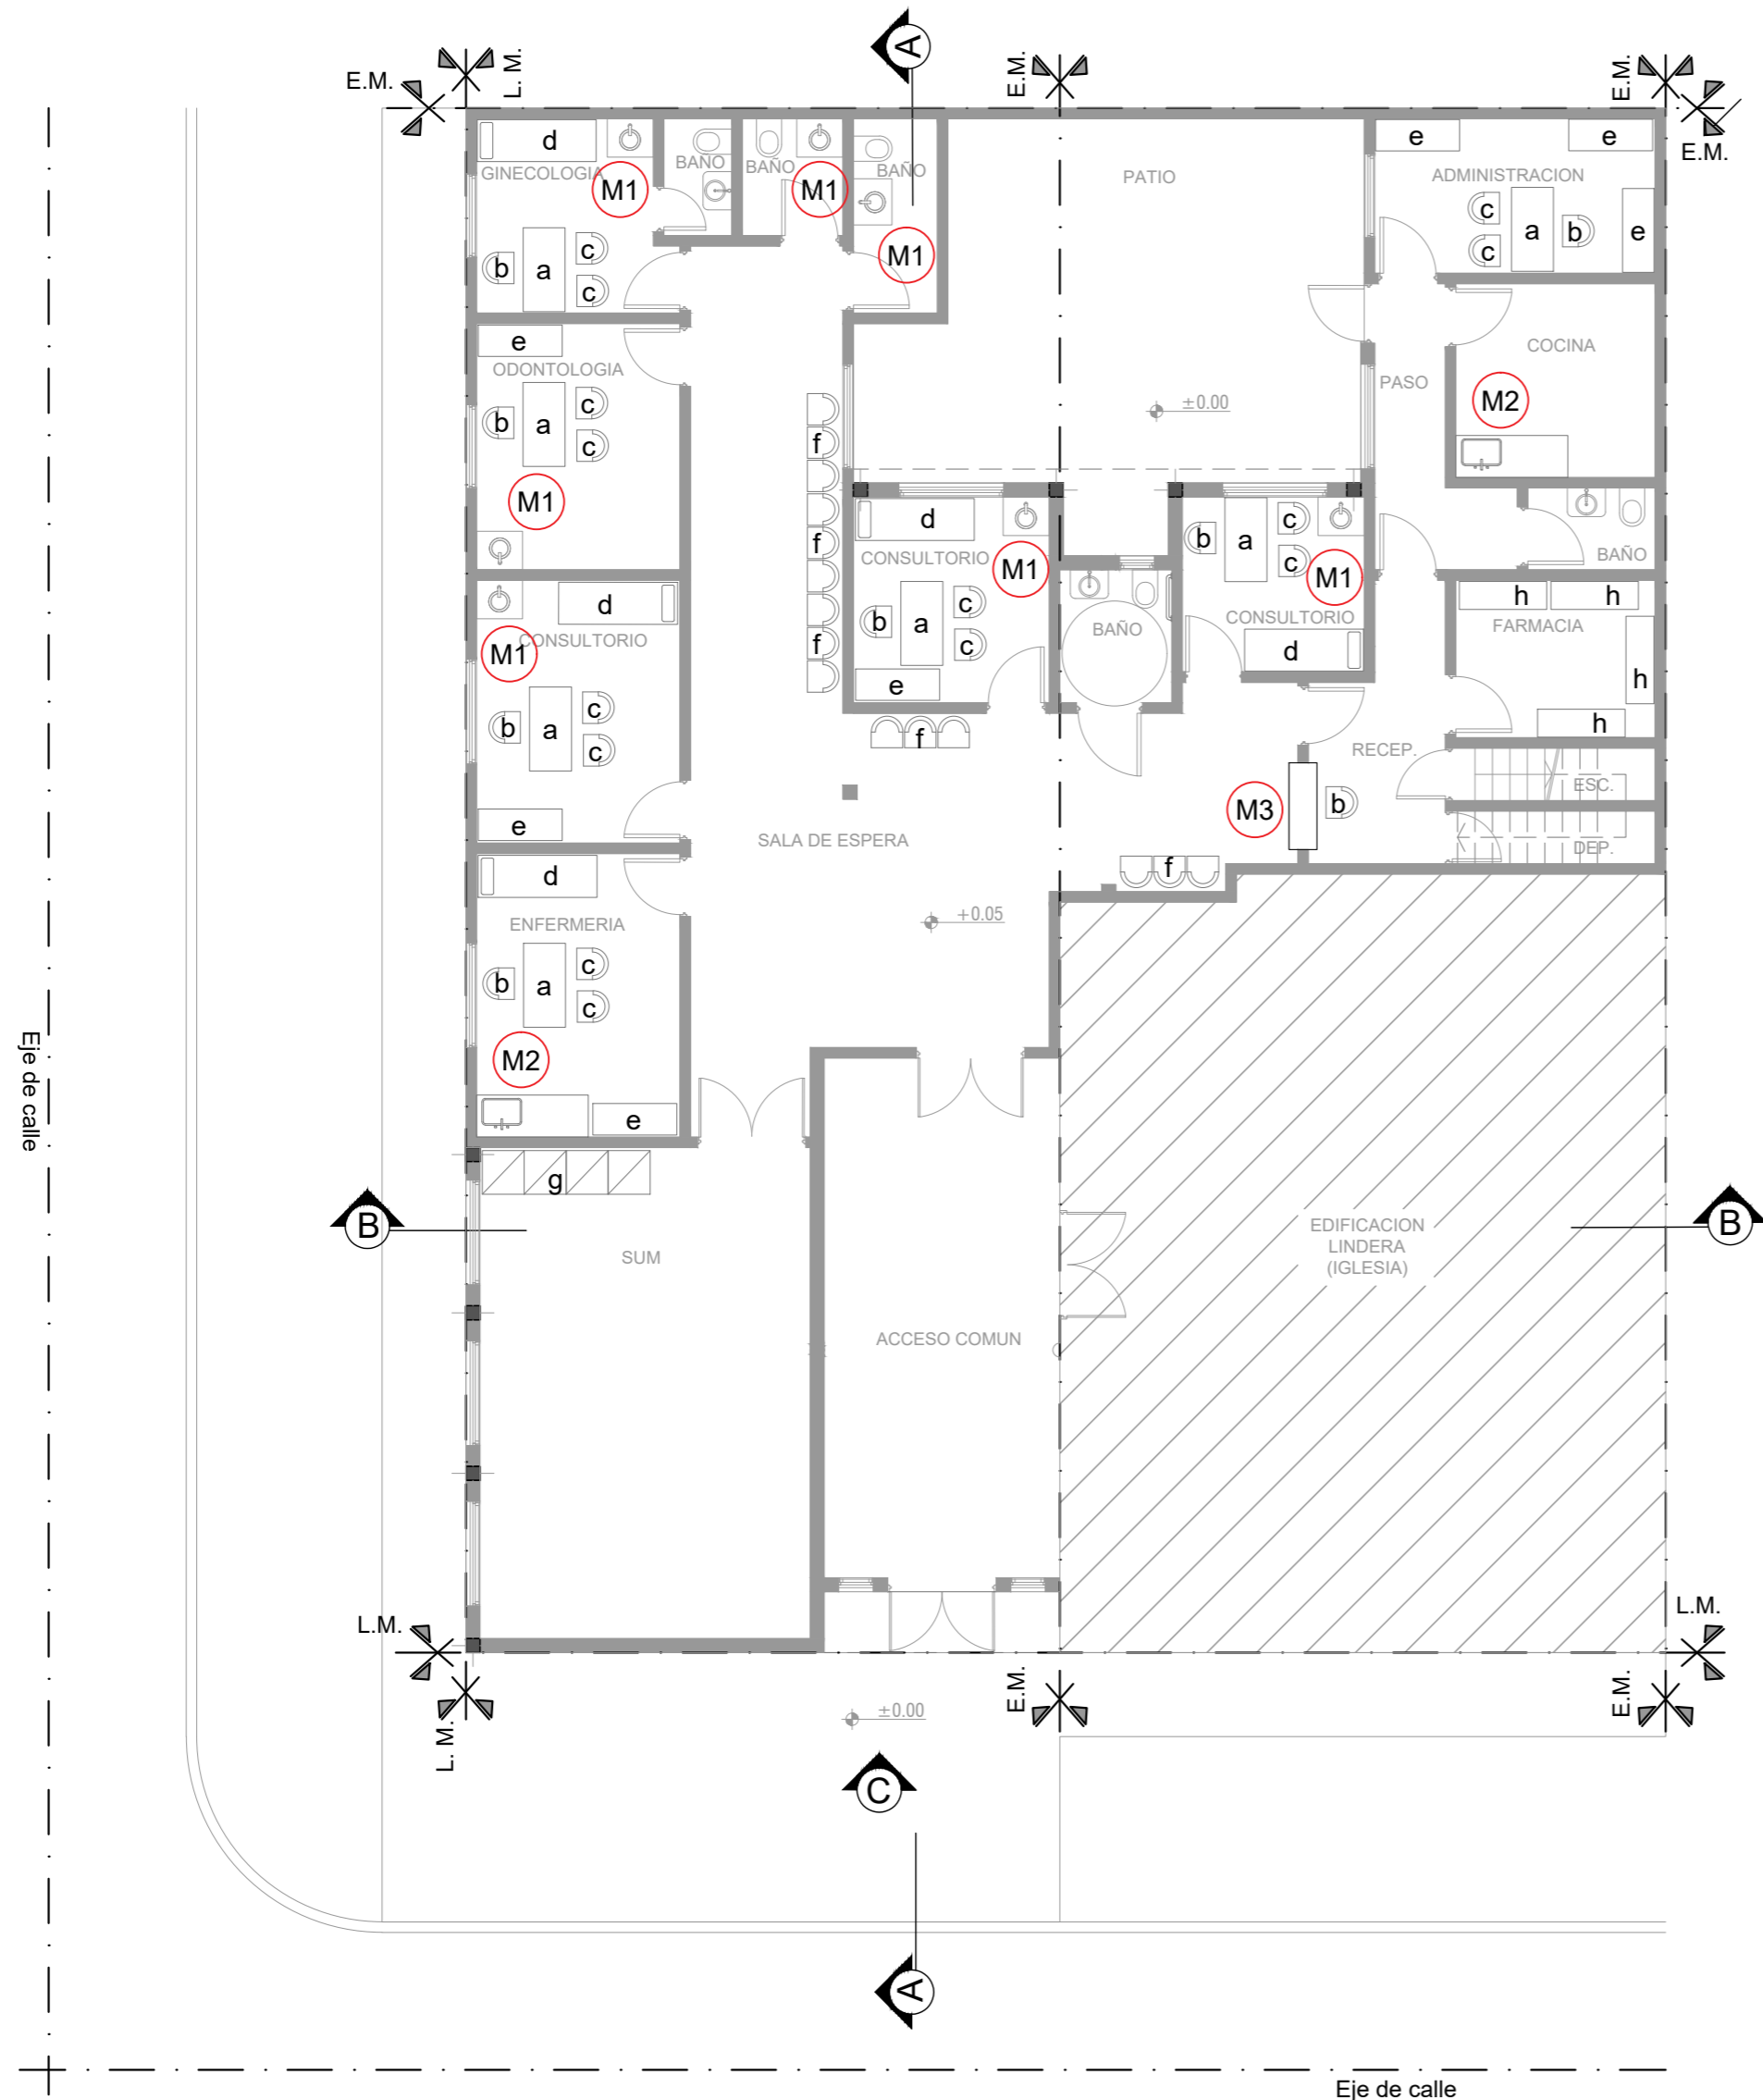 A
E.M.
L. M.
E.M.
E.M.
E.M.
d
GINECOLOGIA
M1
BAÑO
BAÑO
M1
BAÑO
M1
PATIO
e
e
ADMINISTRACION
c
c
a
b
e
b
a
c
c
e
ODONTOLOGIA
b
a
c
c
M1
f
f
f
±0.00
PASO
COCINA
M2
d
CONSULTORIO
M1
b
a
c
c
e
b
a
c
c
M1
CONSULTORIO
d
BAÑO
BAÑO
h
h
FARMACIA
h
h
d
M1
CONSULTORIO
b
a
c
c
e
f
RECEP.
ESC.
M3
b
DEP.
SALA DE ESPERA
f
d
ENFERMERIA
b
a
c
c
M2
e
+0.05
Eje de calle
g
B
SUM
EDIFICACION
LINDERA
(IGLESIA)
B
ACCESO COMUN
L.M.
L. M.
E.M.
E.M.
L.M.
±0.00
C
A
Eje de calle